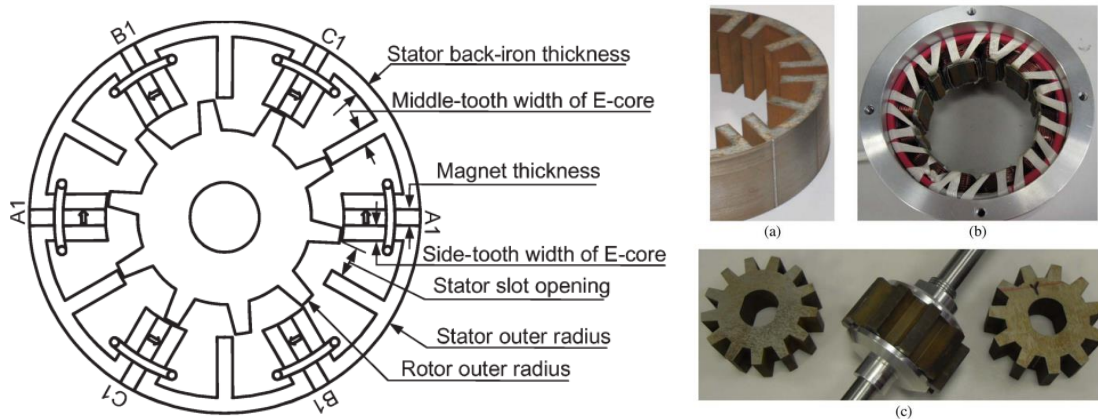 B1
C1
Stator back-iron thickness
Middle-tooth width of E-core
Magnet thickness
A1
A1
Side-tooth width of E-core
Stator slot opening
Stator outer radius
Rotor outer radius
C1
B1
(a)
(b)
(c)